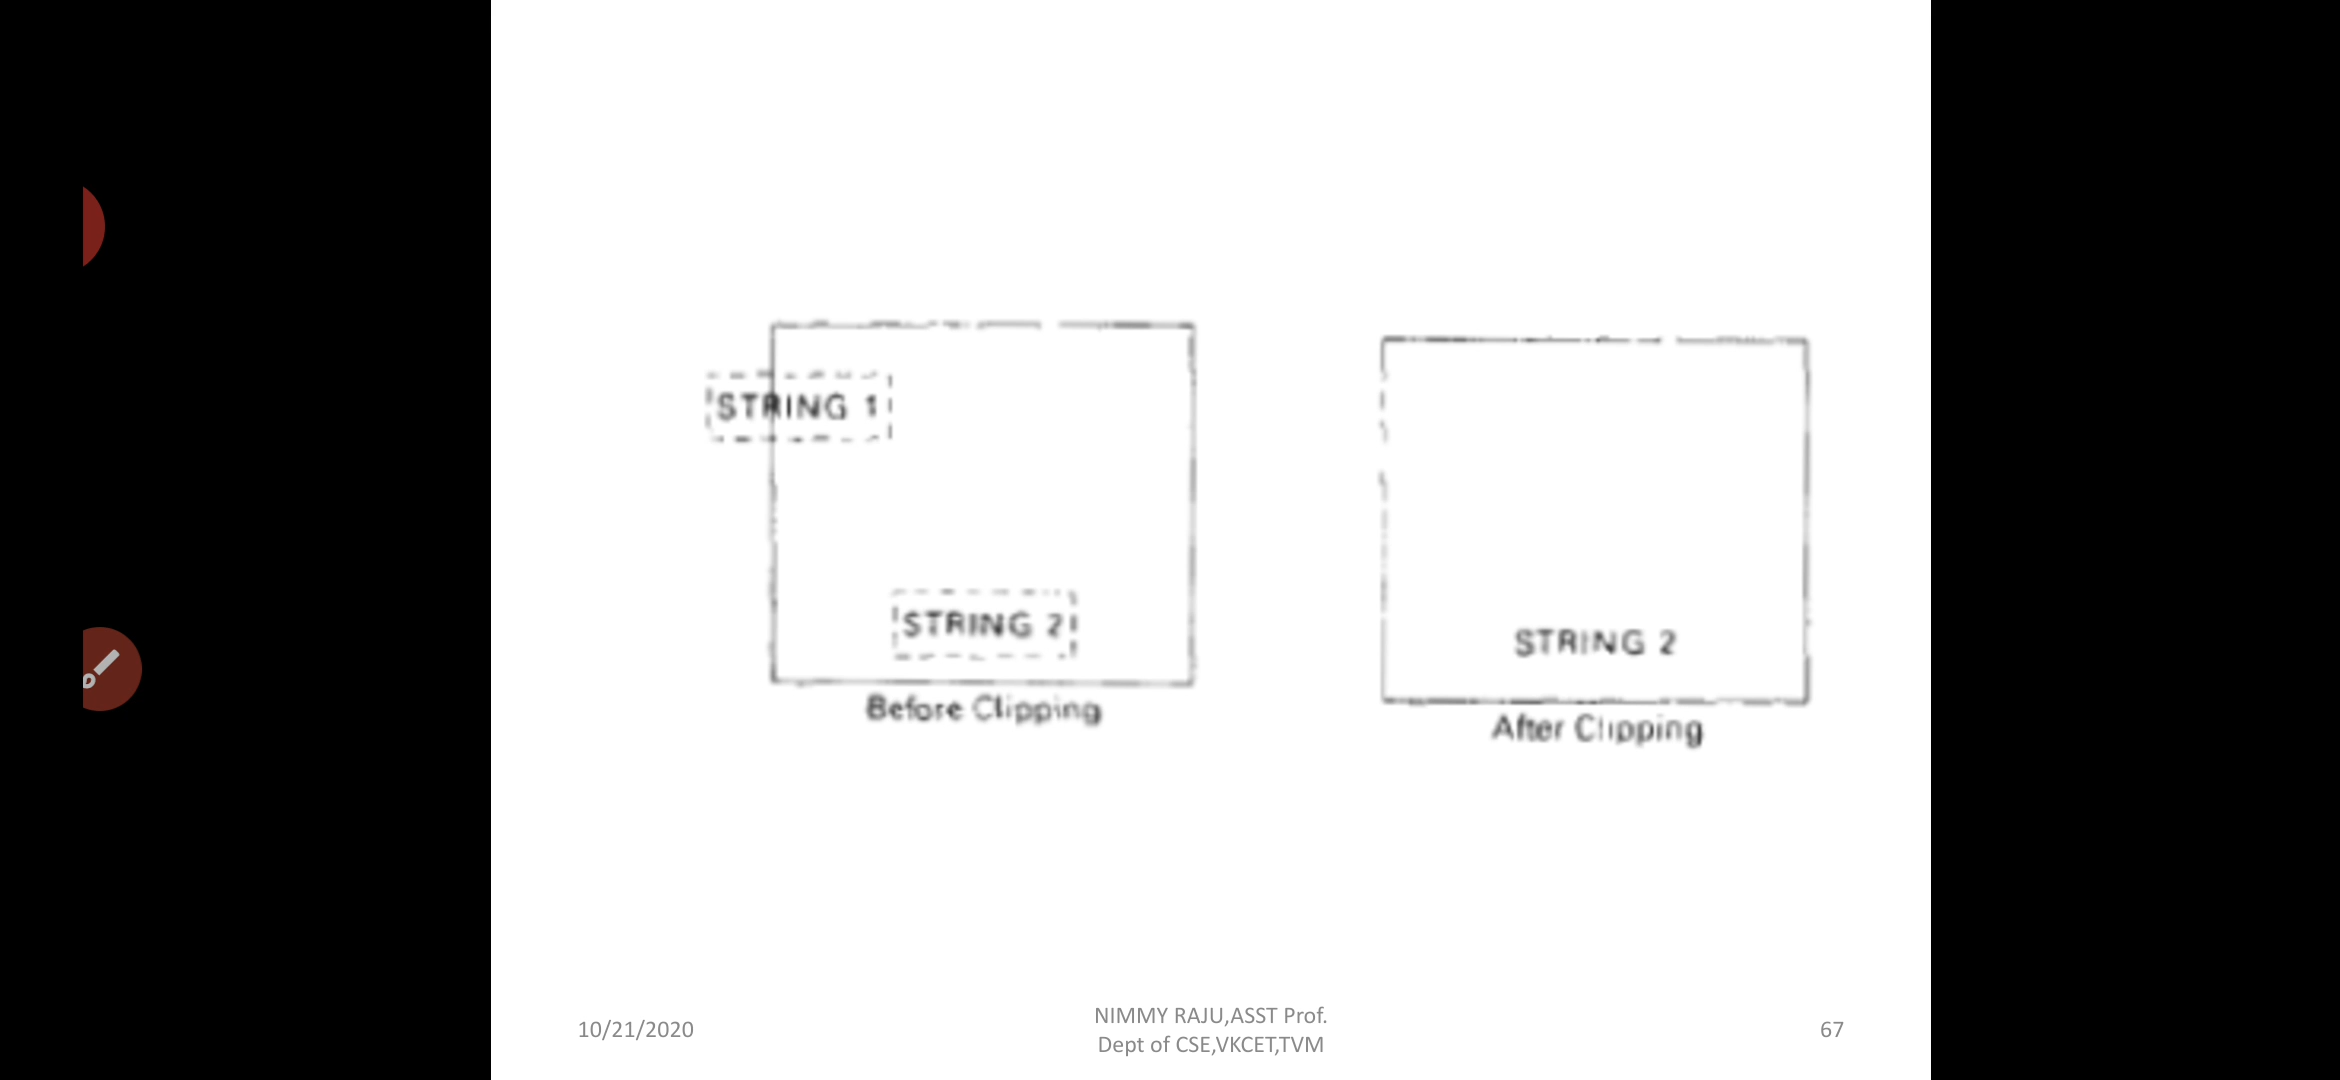 STRING 1
STRING 2
Before Clipping
STRING 2
After Clipping
10/21/2020
NIMMY RAJU,ASST Prof.
Dept of CSE,VKCET,TVM
67